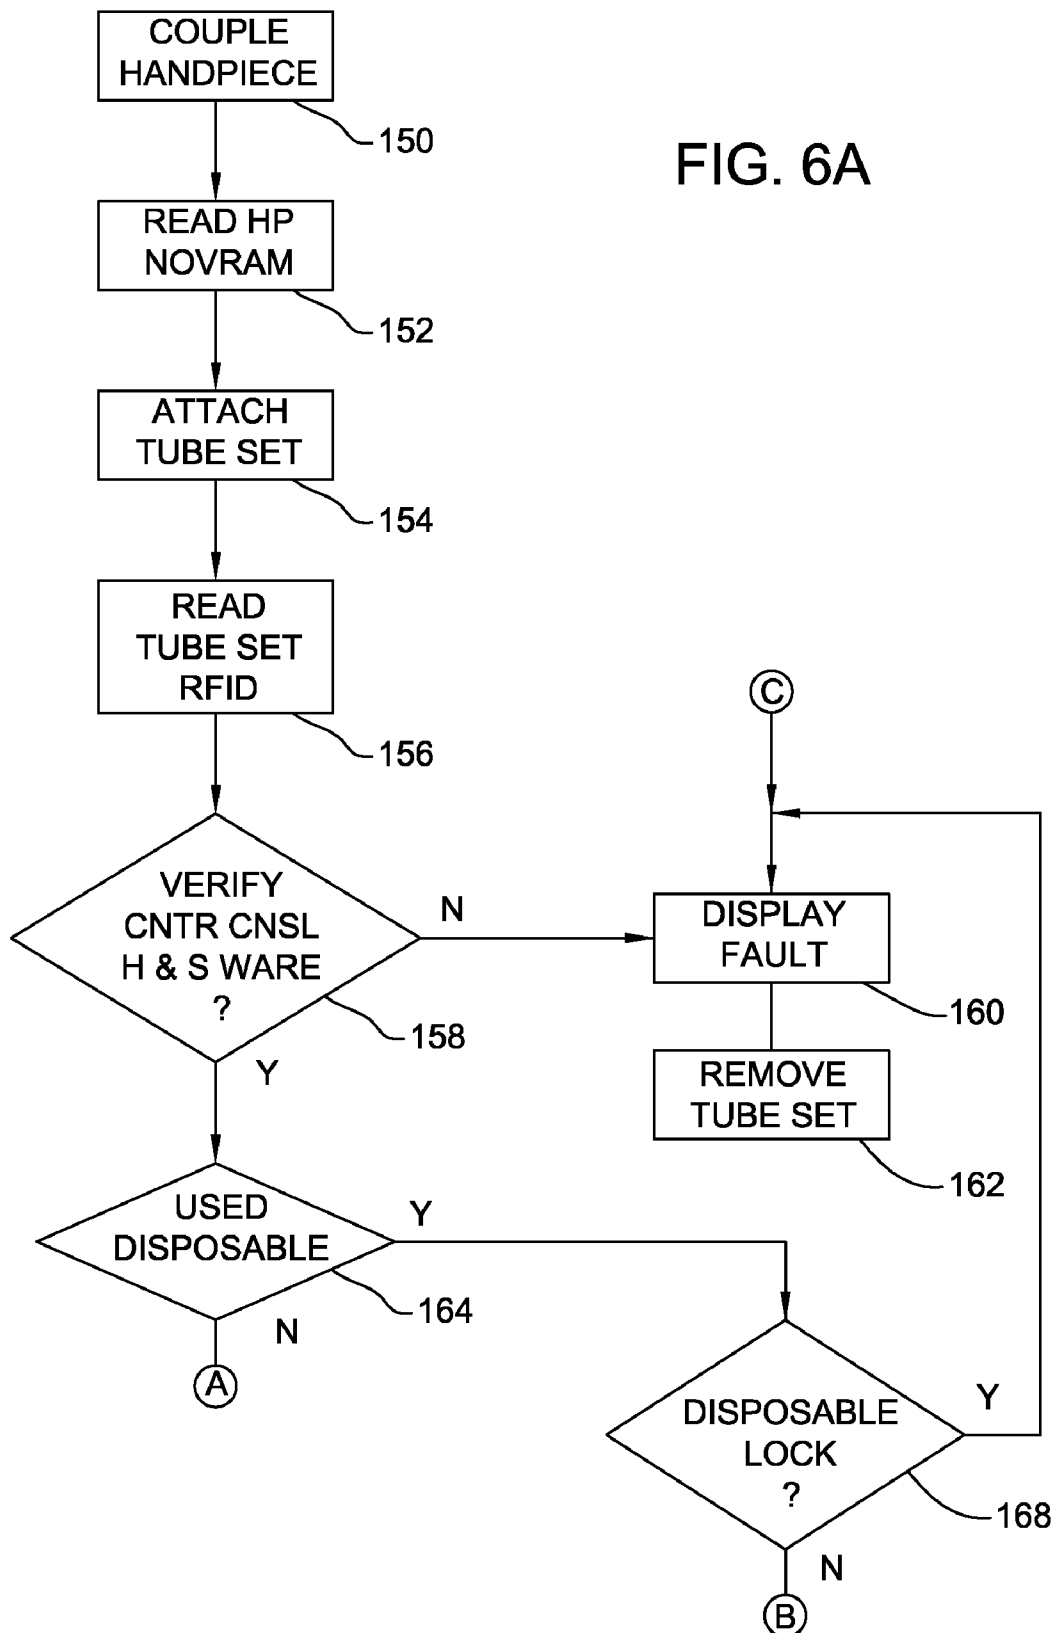 COUPLE
HANDPIECE
150
FIG. 6A
READ HP
NOVRAM
152
ATTACH
TUBE SET
154
READ
TUBE SET
RFID
156
C
VERIFY
CNTR CNSL
H & S WARE
?
N
158
Y
DISPLAY
FAULT
160
REMOVE
TUBE SET
162
USED
DISPOSABLE
Y
164
N
A
DISPOSABLE
LOCK
?
Y
168
N
B